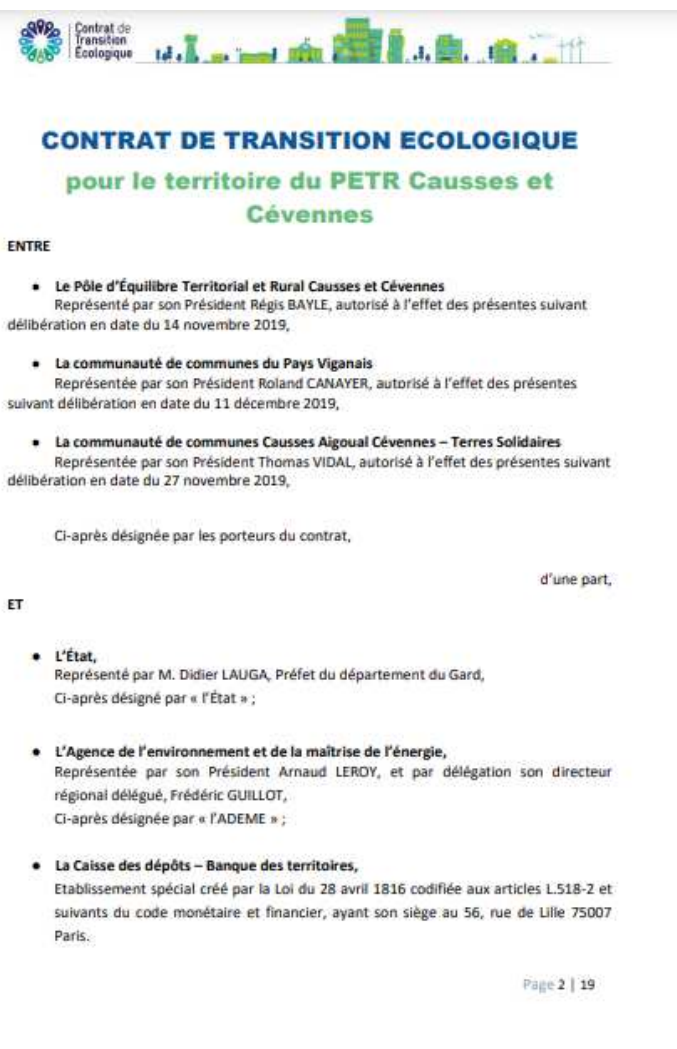 Contrat de
Transition
Écologique
CONTRAT DE TRANSITION ECOLOGIQUE
pour le territoire du PETR Causses et
Cévennes
ENTRE
• Le Pôle d'Équilibre Territorial et Rural Causses et Cévennes
Représenté par son Président Régis BAYLE, autorisé à l'effet des présentes suivant
délibération en date du 14 novembre 2019,
• La communauté de communes du Pays Viganais
Représentée par son Président Roland CANAYER, autorisé à l'effet des présentes
suivant délibération en date du 11 décembre 2019,
• La communauté de communes Causses Aigoual Cévennes – Terres Solidaires
Représentée par son Président Thomas VIDAL, autorisé à l'effet des présentes suivant
délibération en date du 27 novembre 2019,
Ci-après désignée par les porteurs du contrat,
d'une part,
ET
• L'État,
Représenté par M. Didier LAUGA, Préfet du département du Gard,
Ci-après désigné par « l'État » ;
• L'Agence de l'environnement et de la maîtrise de l'énergie,
Représentée par son Président Arnaud LEROY, et par délégation son directeur
régional délégué, Frédéric GUILLOT,
Ci-après désignée par « l'ADEME » ;
• La Caisse des dépôts – Banque des territoires,
Etablissement spécial créé par la Loi du 28 avril 1816 codifiée aux articles L.518-2 et
suivants du code monétaire et financier, ayant son siège au 56, rue de Lille 75007
Paris.
Page 2 | 19